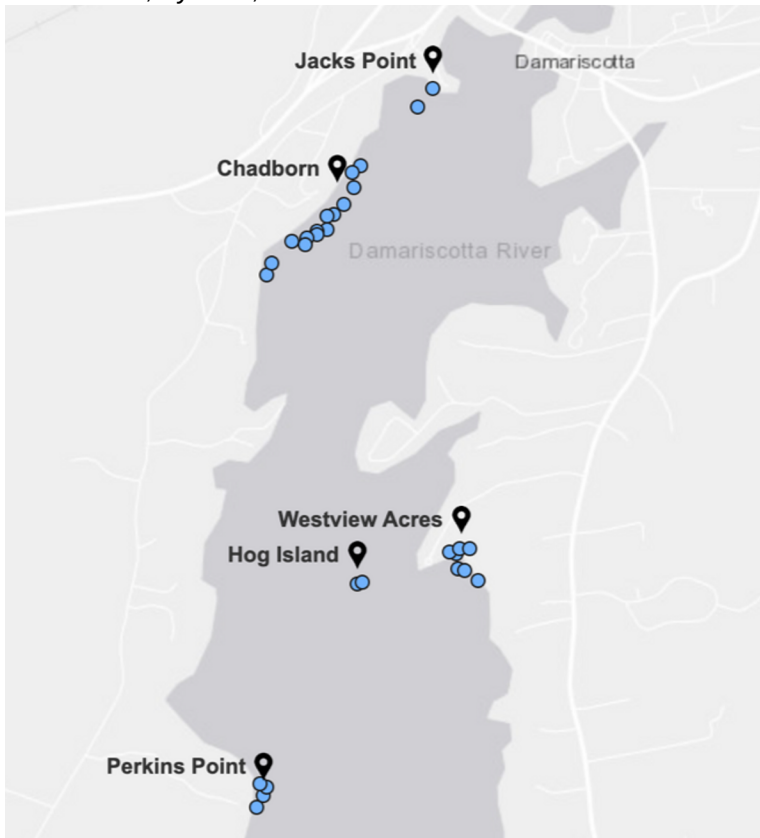 Jacks Point
Damariscotta
Chadborn
Damariscotta River
Westview Acres
Hog Island
Perkins Point